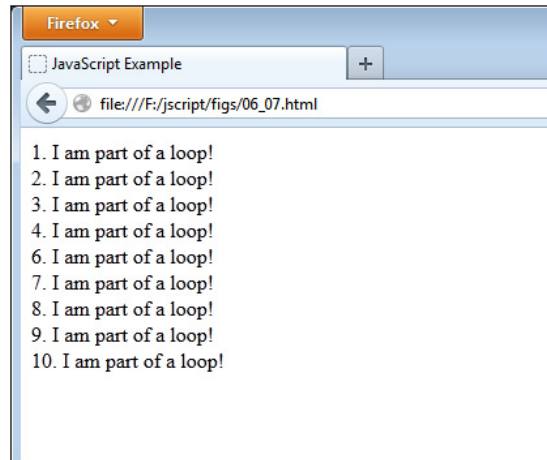 Firefox
JavaScript Example
file:///F:/jscript/figs/06_07.html
1. I am part of a loop!
2. I am part of a loop!
3. I am part of a loop!
4. I am part of a loop!
6. I am part of a loop!
7. I am part of a loop!
8. I am part of a loop!
9. I am part of a loop!
10. I am part of a loop!